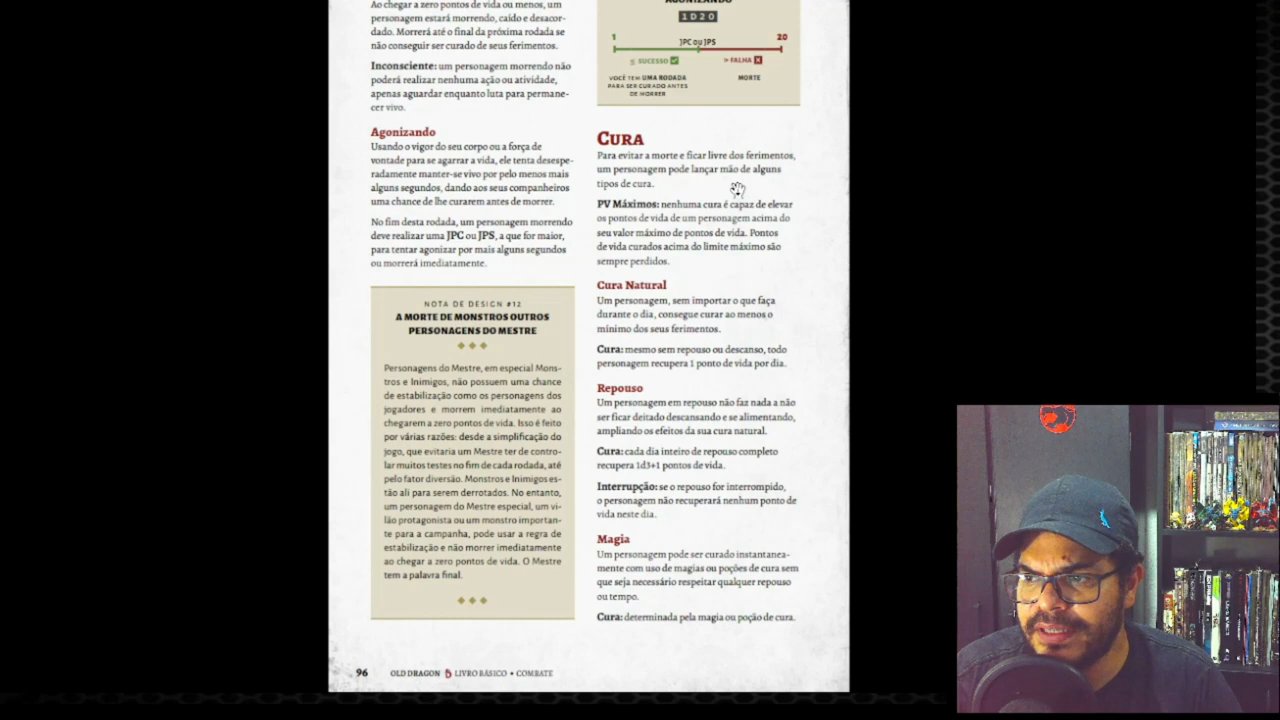 Ao chegar a zero pontos de vida ou menos, um
personagem estará morrendo, caído e desacor-
dado. Morrerá até o final da próxima rodada se
não conseguir ser curado de seus ferimentos.
Inconsciente: um personagem morrendo não
poderá realizar nenhuma ação ou atividade,
apenas aguardar enquanto luta para permane-
cer vivo.
Agonizando
Usando o vigor do seu corpo ou a força de
vontade para se agarrar a vida, ele tenta desespe-
radamente manter-se vivo por pelo menos mais
alguns segundos, dando aos seus companheiros
uma chance de lhe curarem antes de morrer.
No fim desta rodada, um personagem morrendo
deve realizar uma JPC ou JPS, a que for maior,
para tentar agonizar por mais alguns segundos
ou morrerá imediatamente.
NOTA DE DESIGN #12
A MORTE DE MONSTROS OUTROS
PERSONAGENS DO MESTRE
Personagens do Mestre, em especial Mons-
tros e Inimigos, não possuem uma chance
de estabilização como os personagens dos
jogadores e morrem imediatamente ao
chegarem a zero pontos de vida. Isso é feito
por várias razões: desde a simplificação do
jogo, que evitaria um Mestre ter de contro-
lar muitos testes no fim de cada rodada, até
pelo fator diversão. Monstros e Inimigos es-
tão ali para serem derrotados. No entanto,
um personagem do Mestre especial, um vi-
lão protagonista ou um monstro importan-
te para a campanha, pode usar a regra de
estabilização e não morrer imediatamente
ao chegar a zero pontos de vida. O Mestre
tem a palavra final.
AGONIZANDO
1D20
1 JPC ou JPS 20
≤ SUCESSO > FALHA
VOCÊ TEM UMA RODADA
PARA SER CURADO ANTES
DE MORRER
MORTE
CURA
Para evitar a morte e ficar livre dos ferimentos,
um personagem pode lançar mão de alguns
tipos de cura.
PV Máximos: nenhuma cura é capaz de elevar
os pontos de vida de um personagem acima do
seu valor máximo de pontos de vida. Pontos
de vida curados acima do limite máximo são
sempre perdidos.
Cura Natural
Um personagem, sem importar o que faça
durante o dia, consegue curar ao menos o
mínimo dos seus ferimentos.
Cura: mesmo sem repouso ou descanso, todo
personagem recupera 1 ponto de vida por dia.
Repouso
Um personagem em repouso não faz nada a não
ser ficar deitado descansando e se alimentando,
ampliando os efeitos da sua cura natural.
Cura: cada dia inteiro de repouso completo
recupera 1d3+1 pontos de vida.
Interrupção: se o repouso for interrompido,
o personagem não recuperará nenhum ponto de
vida neste dia.
Magia
Um personagem pode ser curado instantanea-
mente com uso de magias ou poções de cura sem
que seja necessário respeitar qualquer repouso
ou tempo.
Cura: determinada pela magia ou poção de cura.
96 OLD DRAGON LIVRO BÁSICO • COMBATE